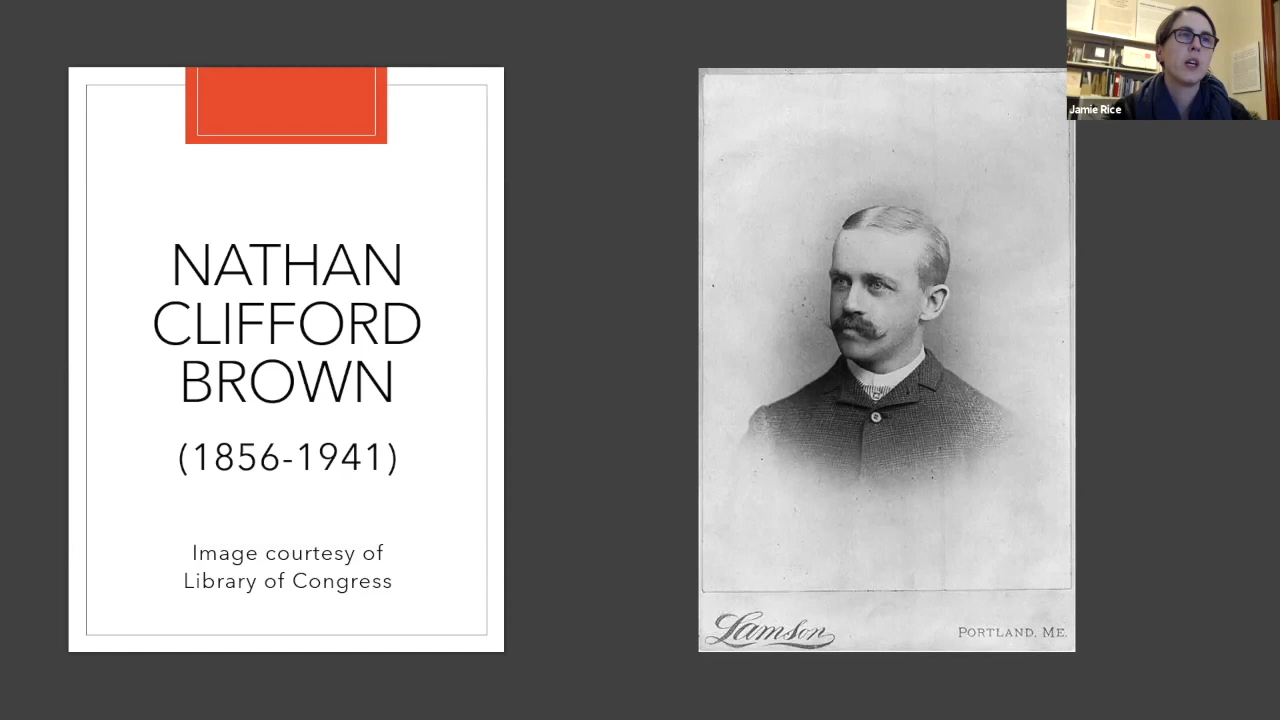 NATHAN
CLIFFORD
BROWN
(1856-1941)
Image courtesy of
Library of Congress
Lamson
PORTLAND, ME.
Jamie Rice